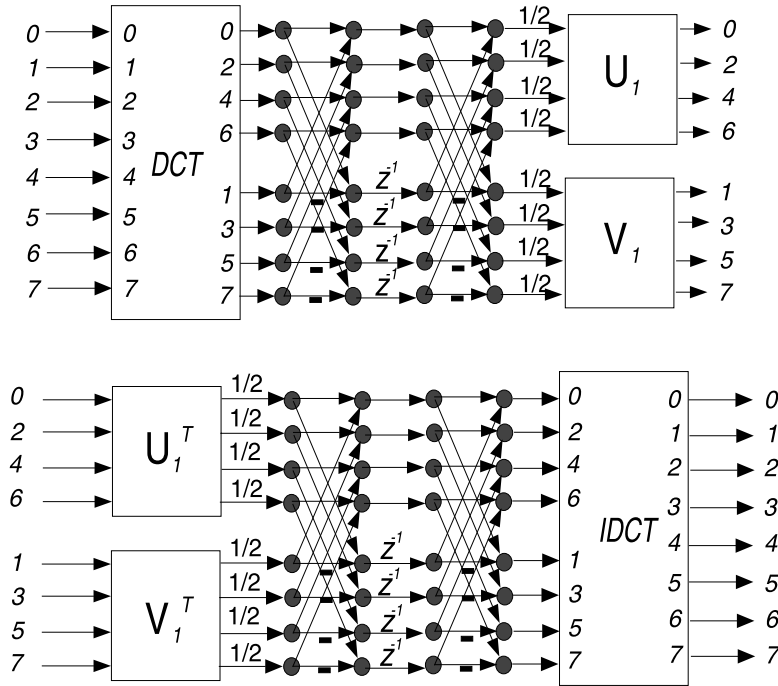 0 0 0 1/2 0
1 1 2 1/2 2
2 2 4 1/2 U1 4
3 3 6 1/2 6
DCT
4 4 1 - z-1 - 1/2 1
5 5 3 - z-1 - 1/2 V1 3
6 6 5 - z-1 - 1/2 5
7 7 7 - z-1 - 1/2 7
0 1/2 0 0 0
2 1/2 2 1 1
4 U1T 1/2 4 2 2
6 1/2 6 3 3
IDCT
1 1/2 - z-1 - 1 4 4
3 1/2 - z-1 - 3 5 5
5 V1T 1/2 - z-1 - 5 6 6
7 1/2 - z-1 - 7 7 7